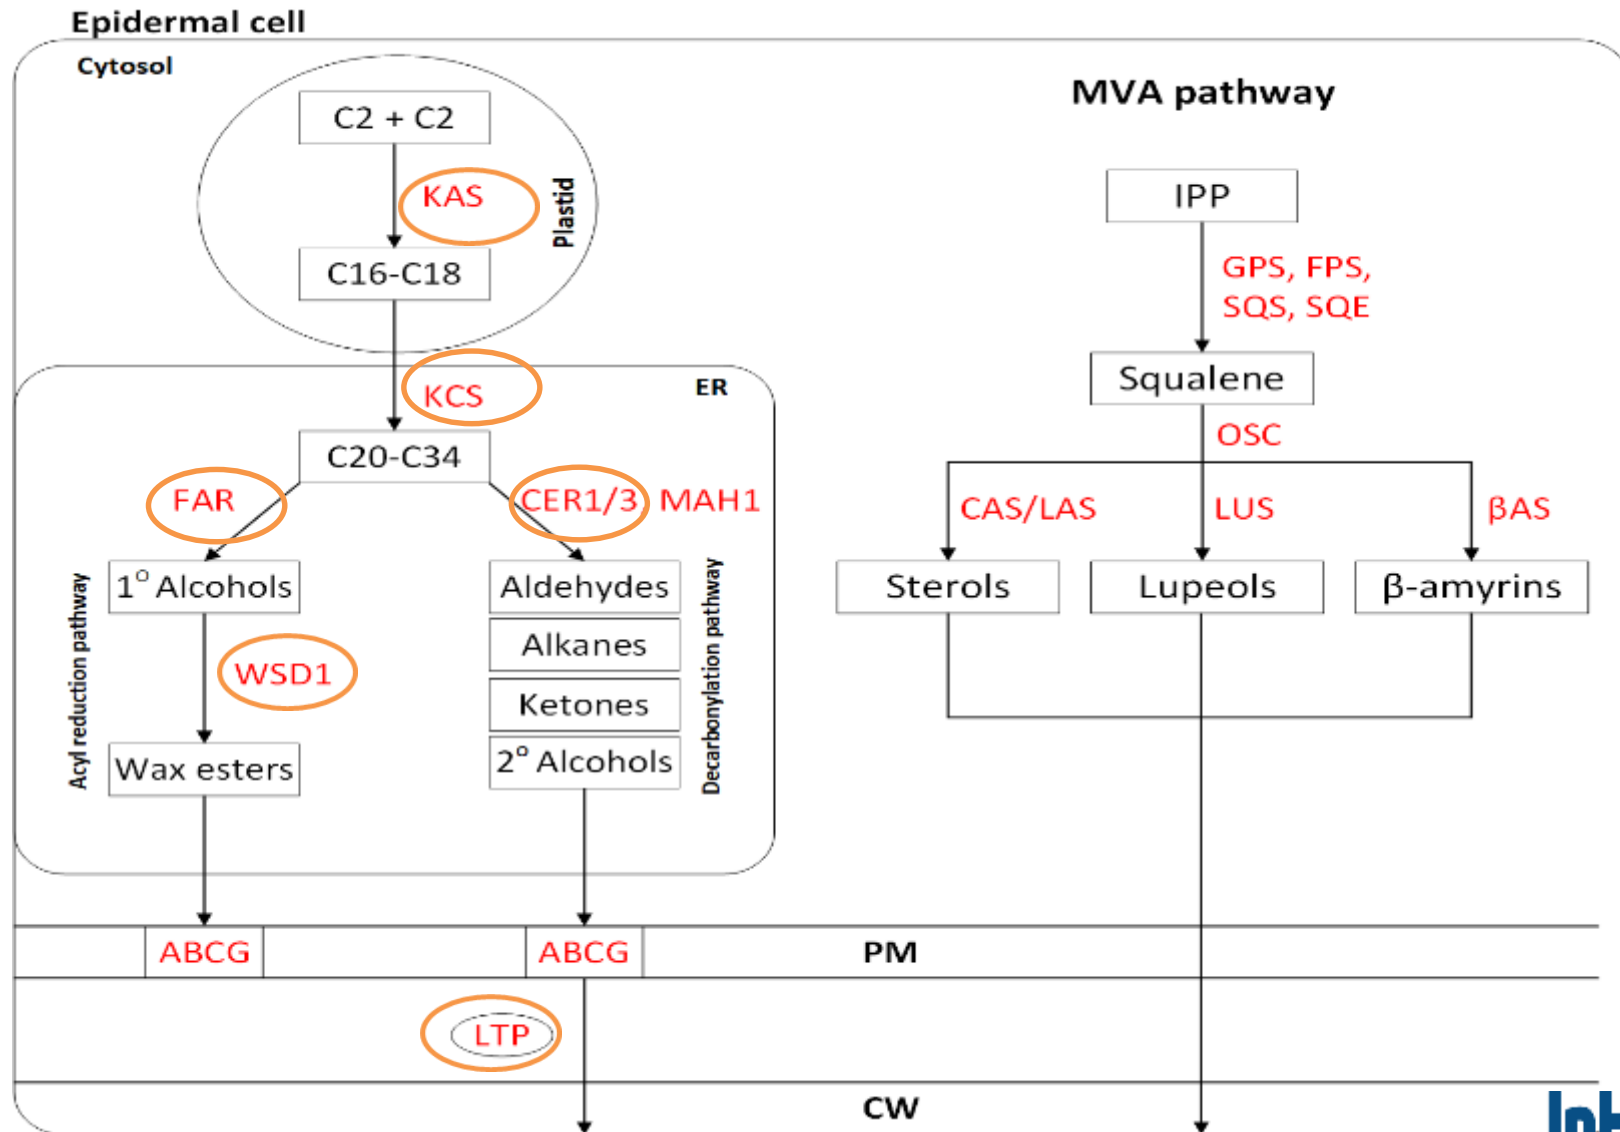 Epidermal cell
Cytosol
MVA pathway
C2 + C2
KAS
Plastid
C16-C18
KCS
ER
C20-C34
FAR
CER1/3 MAH1
1° Alcohols
Acyl reduction pathway
WSD1
Wax esters
Aldehydes
Alkanes
Ketones
2° Alcohols
Decarbonylation pathway
IPP
GPS, FPS,
SQS, SQE
Squalene
OSC
CAS/LAS
LUS
βAS
Sterols
Lupeols
β-amyrins
ABCG
ABCG
PM
LTP
CW